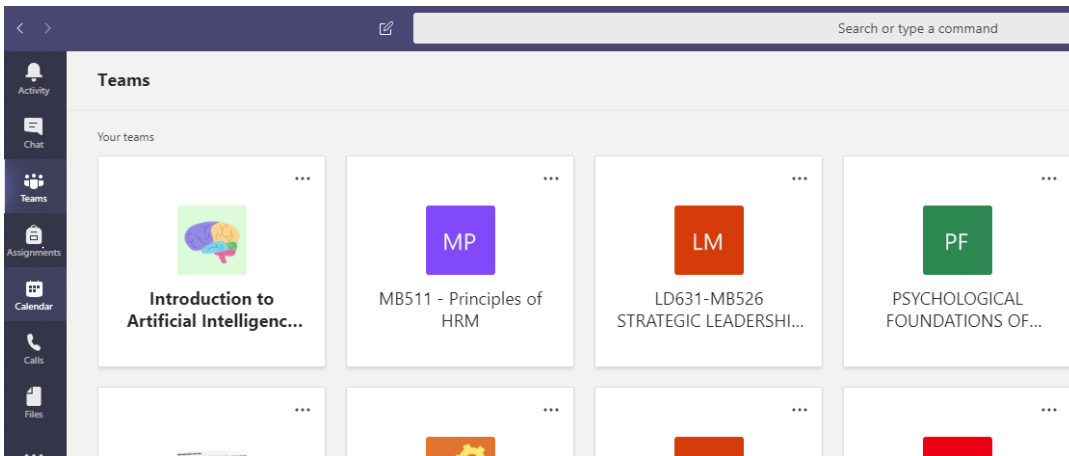 Search or type a command
Activity
Chat
Teams
Assignments
Calendar
Calls
Files
Teams
Your teams
Introduction to
Artificial Intelligenc...
MP
MB511 - Principles of
HRM
LM
LD631-MB526
STRATEGIC LEADERSHI...
PF
PSYCHOLOGICAL
FOUNDATIONS OF...